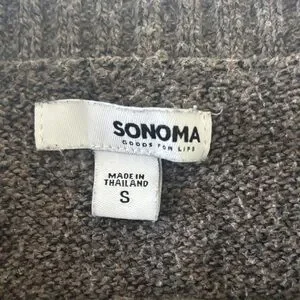 SONOMA
GOODS FOR LIFE
MADE IN
THAILAND
S